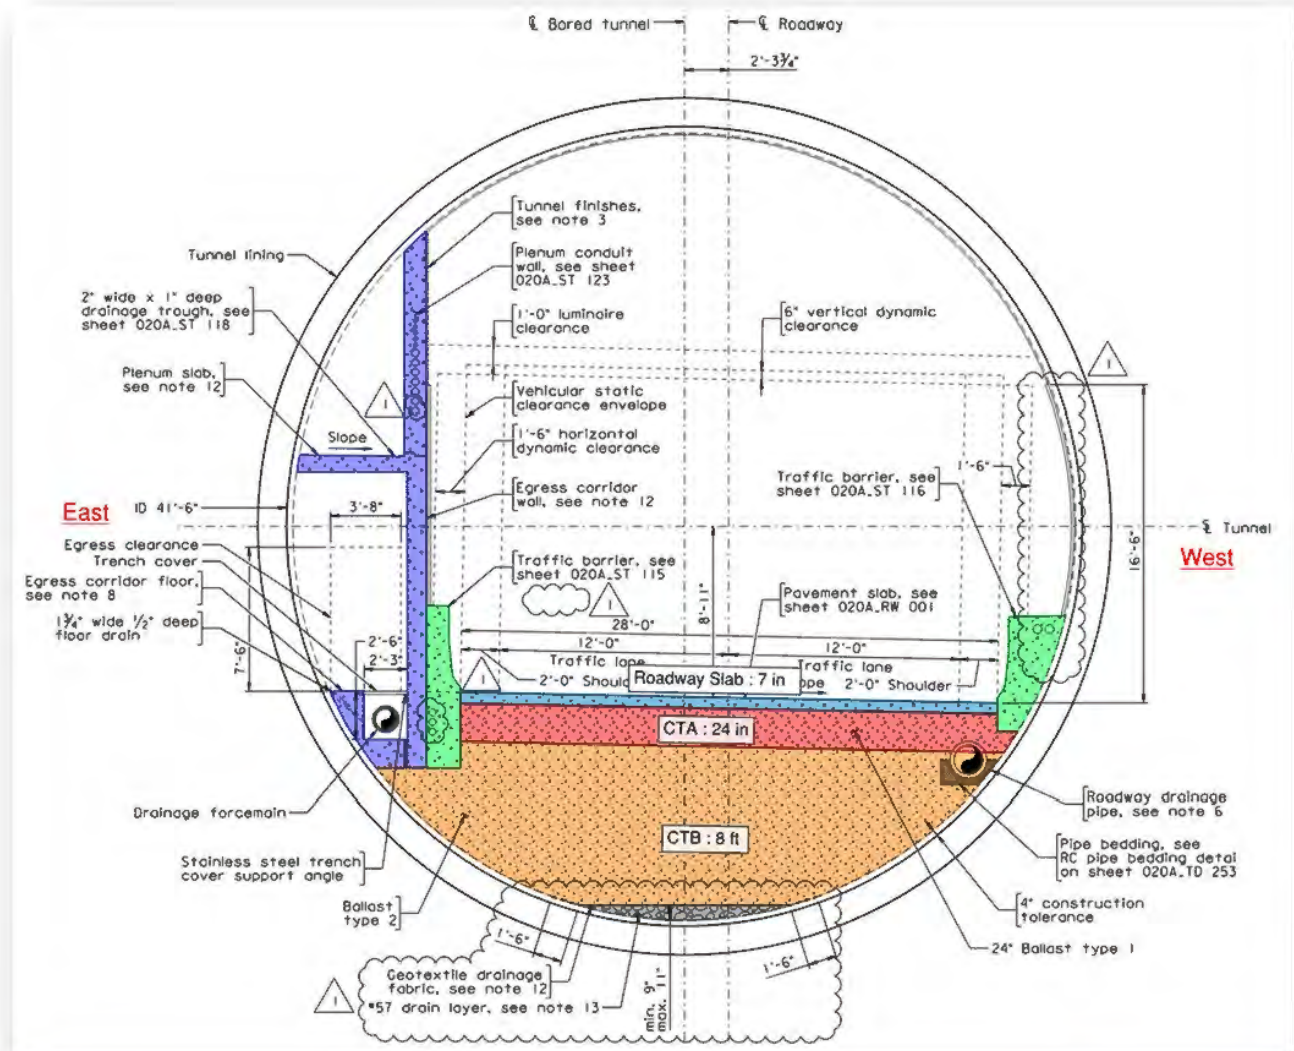 ℄ Bored tunnel
℄ Roadway
2'-3¾"
Tunnel finishes,
see note 3
Tunnel lining
Plenum conduit
wall, see sheet
020A_ST 123
2" wide x 1" deep
drainage trough, see
sheet 020A_ST 118
1'-0" luminaire
clearance
6" vertical dynamic
clearance
1
Plenum slab,
see note 12
1
Vehicular static
clearance envelope
Slope
1'-6" horizontal
dynamic clearance
Traffic barrier, see
sheet 020A_ST 116
1'-6"
East
ID 41'-6"
3'-8"
Egress corridor
wall, see note 12
℄ Tunnel
West
16'-6"
Egress clearance
Trench cover
Egress corridor floor,
see note 8
1¾" wide ½" deep
floor drain
Traffic barrier, see
sheet 020A_ST 115
1
8'-11"
Pavement slab, see
sheet 020A_RW 001
28'-0"
7'-6"
2'-6"
2'-3"
12'-0"
12'-0"
Traffic lane
Traffic lane
1
2'-0" Shoul
Roadway Slab : 7 in
ope
2'-0" Shoulder
CTA : 24 in
Drainage forcemain
Roadway drainage
pipe, see note 6
CTB : 8 ft
Stainless steel trench
cover support angle
Pipe bedding, see
RC pipe bedding detal
on sheet 020A_TD 253
Ballast
type 2
4" construction
tolerance
1'-6"
24" Ballast type 1
1'-6"
Geotextile drainage
fabric, see note 12
1
#57 drain layer, see note 13
min. 9"
max. 11"